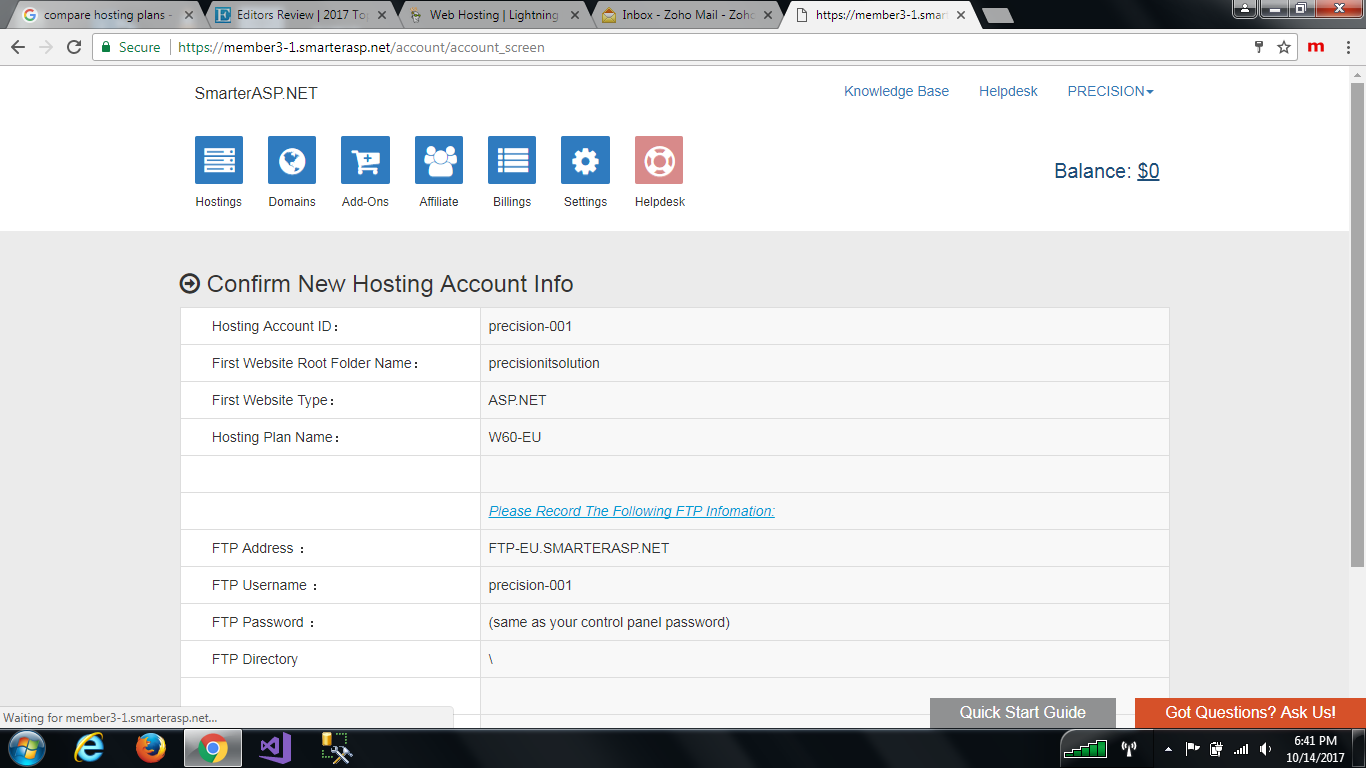 compare hosting plans -
Editors Review | 2017 To
Web Hosting | Lightning
Inbox - Zoho Mail - Zoho
https://member3-1.smart
Secure
https://member3-1.smarterasp.net/account/account_screen
m
SmarterASP.NET
Knowledge Base
Helpdesk
PRECISION
Hostings
Domains
Add-Ons
Affiliate
Billings
Settings
Helpdesk
Balance: $0
Confirm New Hosting Account Info
Hosting Account ID: precision-001
First Website Root Folder Name: precisionitsolution
First Website Type: ASP.NET
Hosting Plan Name: W60-EU
Please Record The Following FTP Infomation:
FTP Address : FTP-EU.SMARTERASP.NET
FTP Username : precision-001
FTP Password : (same as your control panel password)
FTP Directory \
Quick Start Guide
Got Questions? Ask Us!
Waiting for member3-1.smarterasp.net...
6:41 PM
10/14/2017